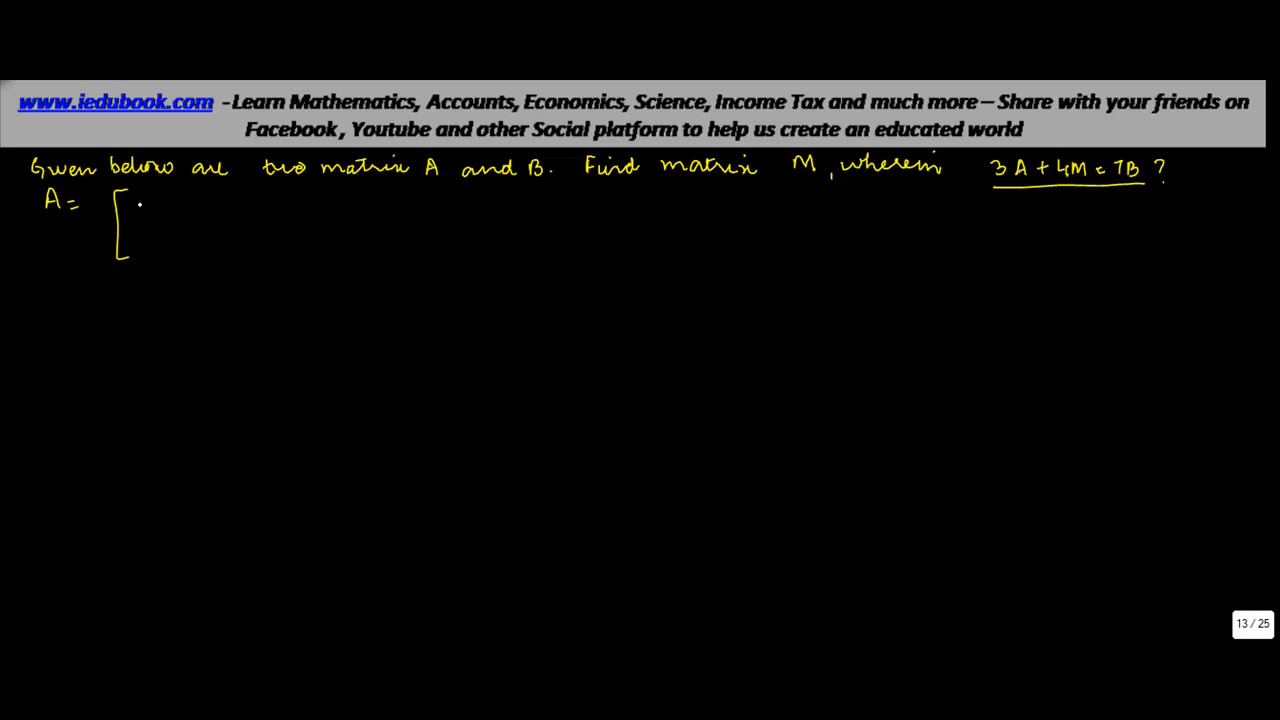 www.iedubook.com - Learn Mathematics, Accounts, Economics, Science, Income Tax and much more – Share with your friends on
Facebook, Youtube and other Social platform to help us create an educated world
Given below are two matrix A and B. Find matrix M, wherein 3A + 4M = 7B ?
A = [
13 / 25